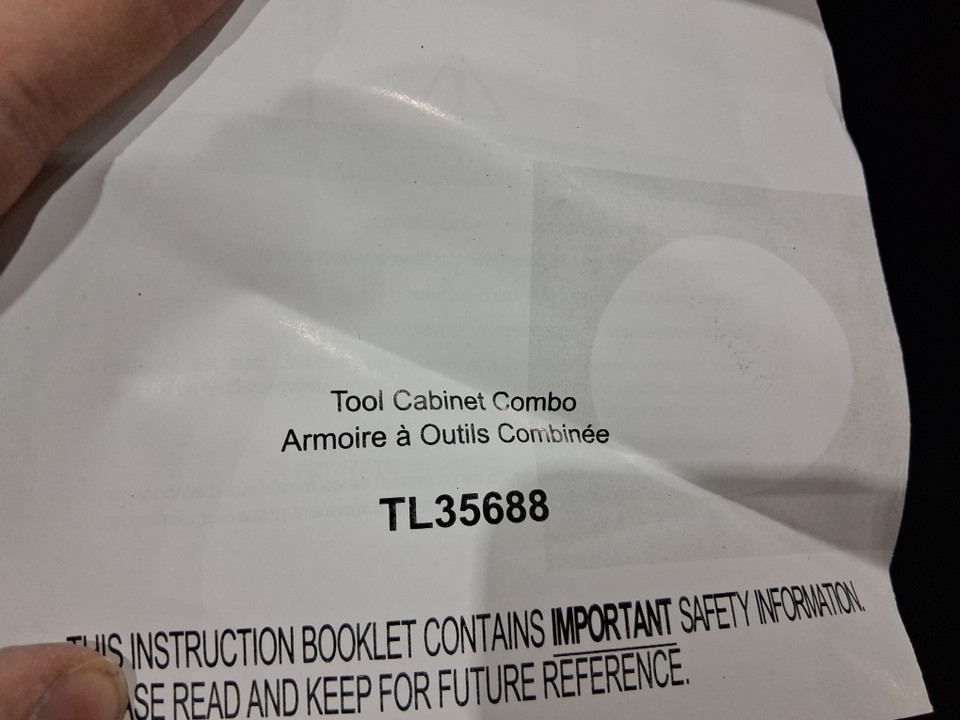 Tool Cabinet Combo
Armoire à Outils Combinée
TL35688
THIS INSTRUCTION BOOKLET CONTAINS IMPORTANT SAFETY INFORMATION.
READ AND KEEP FOR FUTURE REFERENCE.